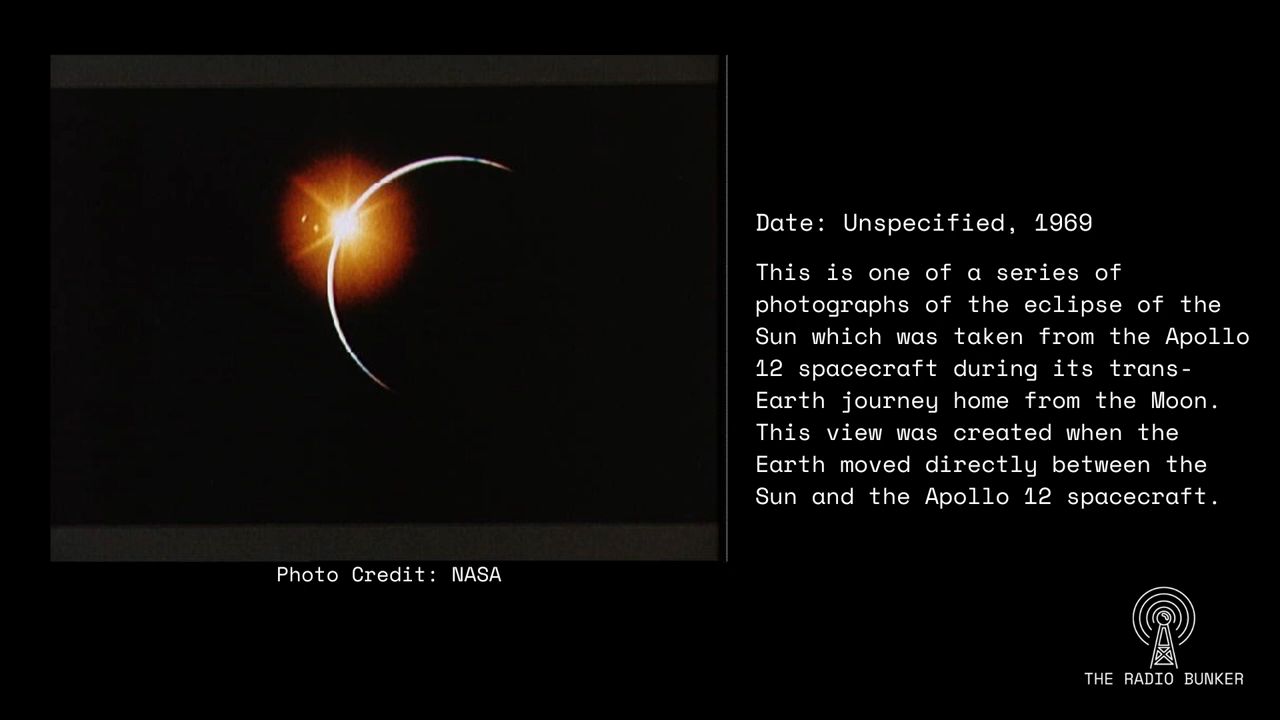 Date: Unspecified, 1969
This is one of a series of
photographs of the eclipse of the
Sun which was taken from the Apollo
12 spacecraft during its trans-
Earth journey home from the Moon.
This view was created when the
Earth moved directly between the
Sun and the Apollo 12 spacecraft.
Photo Credit: NASA
THE RADIO BUNKER